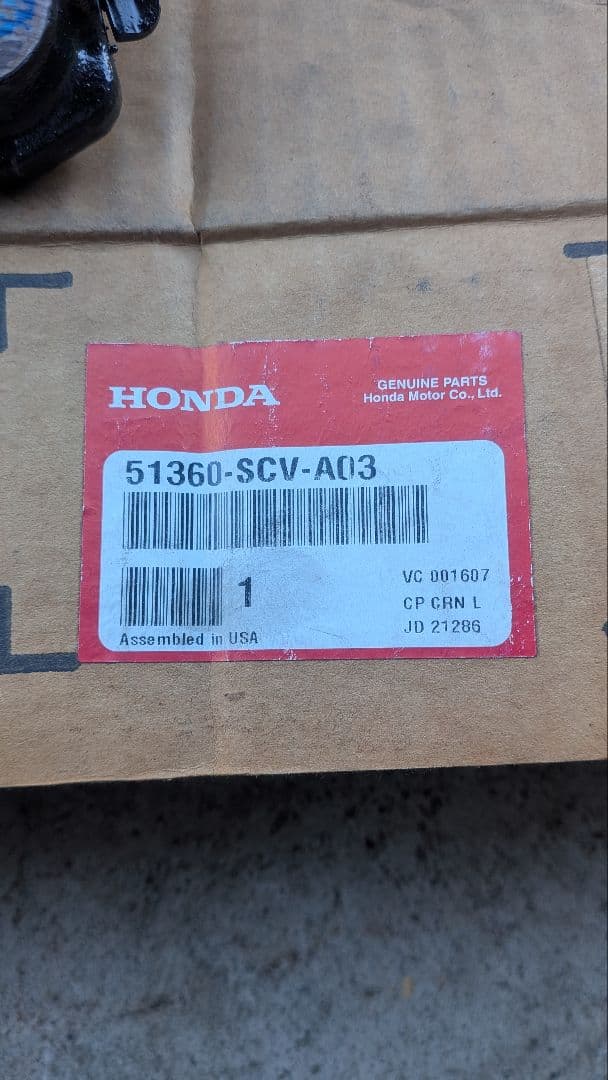 HONDA
GENUINE PARTS
Honda Motor Co., Ltd.
51360-SCV-A03
1
VC 001607
CP CRN L
JD 21286
Assembled in USA